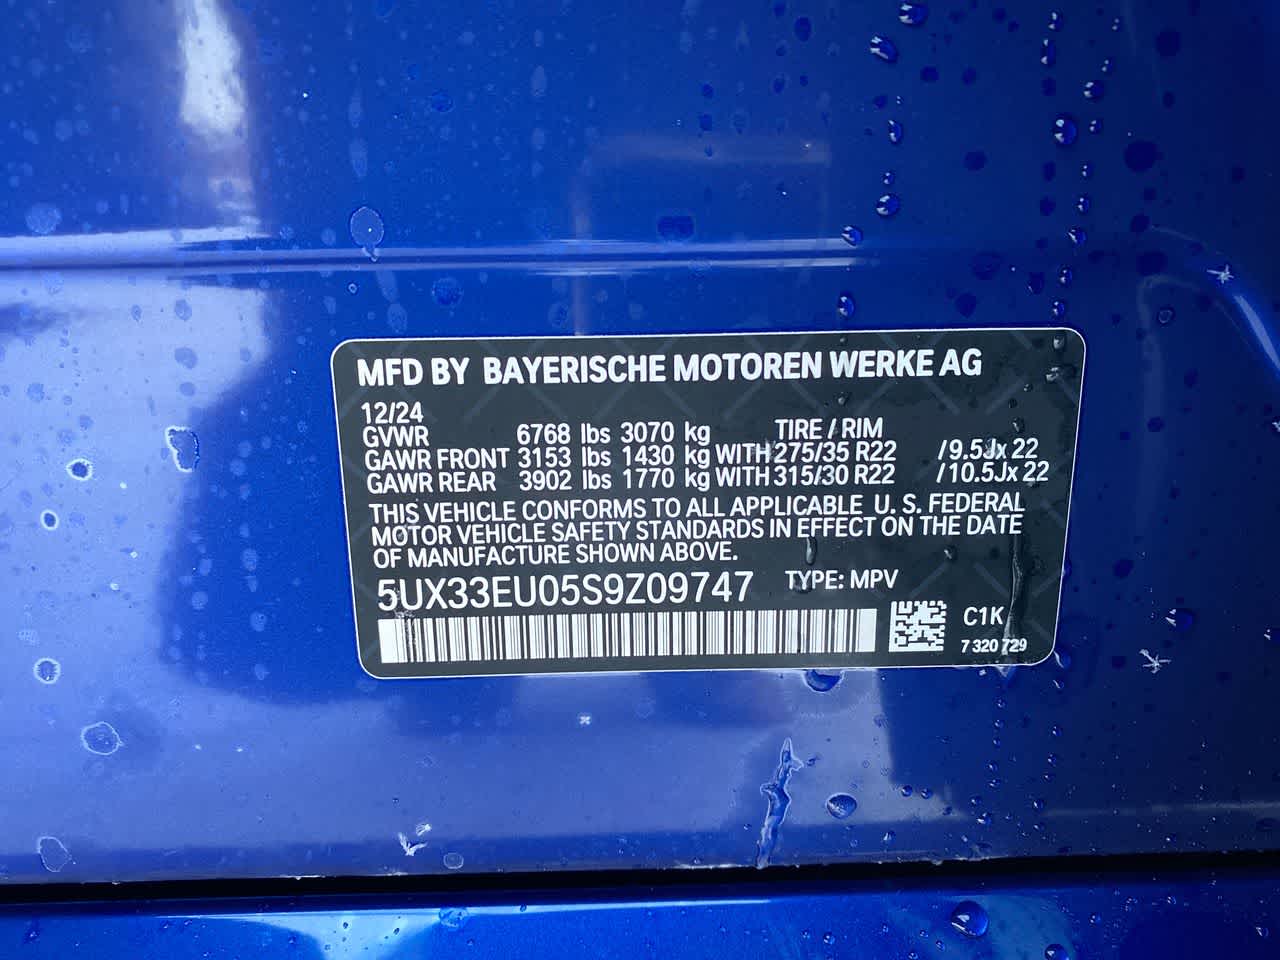 MFD BY BAYERISCHE MOTOREN WERKE AG
12/24
GVWR 6768 lbs 3070 kg TIRE / RIM
GAWR FRONT 3153 lbs 1430 kg WITH 275/35 R22 /9.5Jx 22
GAWR REAR 3902 lbs 1770 kg WITH 315/30 R22 /10.5Jx 22
THIS VEHICLE CONFORMS TO ALL APPLICABLE U. S. FEDERAL
MOTOR VEHICLE SAFETY STANDARDS IN EFFECT ON THE DATE
OF MANUFACTURE SHOWN ABOVE.
5UX33EU05S9Z09747 TYPE: MPV
C1K
7 320 729